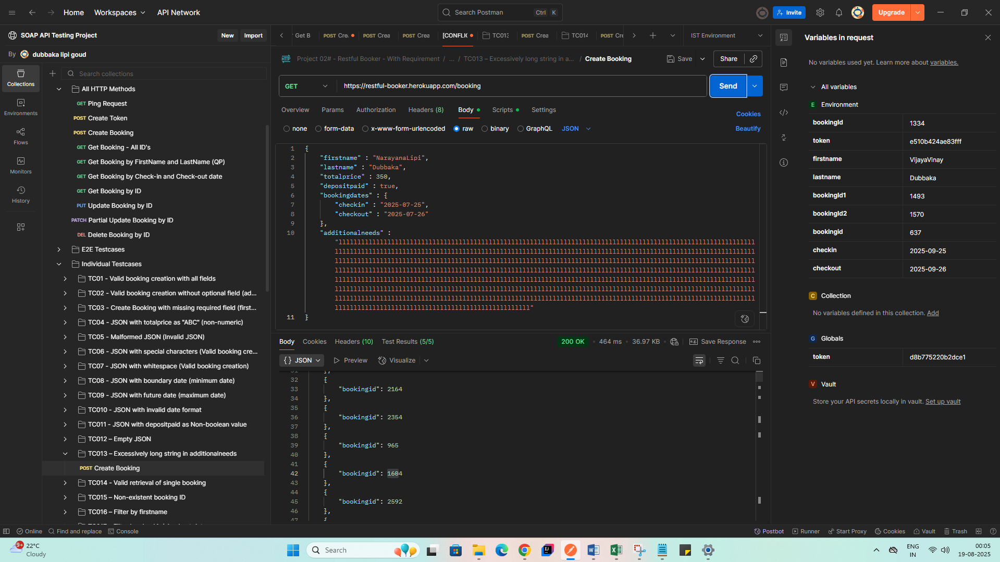 Home
Workspaces
API Network
Search Postman
Ctrl
K
Invite
Upgrade
SOAP API Testing Project
New
Import
By dubbaka lipi goud
Search collections
Collections
Environments
Flows
Monitors
History
All HTTP Methods
GET Ping Request
POST Create Token
POST Create Booking
GET Get Booking - All ID's
GET Get Booking by FirstName and LastName (QP)
GET Get Booking by Check-in and Check-out date
GET Get Booking by ID
PUT Update Booking by ID
PATCH Partial Update Booking by ID
DEL Delete Booking by ID
E2E Testcases
Individual Testcases
TC01 - Valid booking creation with all fields
TC02 - Valid booking creation without optional field (ad...
TC03 - Create Booking with missing required field (first...
TC04 - JSON with totalprice as "ABC" (non-numeric)
TC05 - Malformed JSON (Invalid JSON)
TC06 - JSON with special characters (Valid booking cre...
TC07 - JSON with whitespace (Valid booking creation)
TC08 - JSON with boundary date (minimum date)
TC09 - JSON with future date (maximum date)
TC010 - JSON with invalid date format
TC011 - JSON with depositpaid as Non-boolean value
TC012 – Empty JSON
TC013 – Excessively long string in additionalneeds
POST Create Booking
TC014 - Valid retrieval of single booking
TC015 – Non-existent booking ID
TC016 – Filter by firstname
Get B
POST Cre
POST Crea
POST Crea
[CONFLIC
TC013
POST Crea
TC014
POST Cre
IST Environment
HTTP Project 02# - Restful Booker - With Requirement / ... / TC013 – Excessively long string in a... / Create Booking
Save
Share
GET
https://restful-booker.herokuapp.com/booking
Send
Overview
Params
Authorization
Headers (8)
Body
Scripts
Settings
Cookies
none
form-data
x-www-form-urlencoded
raw
binary
GraphQL
JSON
Beautify
1 {
2 "firstname" : "NarayanaLipi",
3 "lastname" : "Dubbaka",
4 "totalprice" : 350,
5 "depositpaid" : true,
6 "bookingdates" : {
7 "checkin" : "2025-07-25",
8 "checkout" : "2025-07-26"
9 },
10 "additionalneeds" :
11 }
Body
Cookies
Headers (10)
Test Results (5/5)
200 OK
464 ms
36.97 KB
e.g.
Save Response
{} JSON
Preview
Visualize
32 {
33 "bookingid": 2164
34 },
35 {
36 "bookingid": 2354
37 },
38 {
39 "bookingid": 965
40 },
41 {
42 "bookingid": 1604
43 },
44 {
45 "bookingid": 2592
46 },
47 {
Variables in request
No variables used yet. Learn more about variables.
All variables
E Environment
bookingId 1334
token e510b424ae83fff
firstname VijayaVinay
lastname Dubbaka
bookingId1 1493
bookingId2 1570
bookingid 637
checkin 2025-09-25
checkout 2025-09-26
C Collection
No variables defined in this collection. Add
G Globals
token d8b775220b2dce1
V Vault
Store your API secrets locally in vault. Set up vault
Online
Find and replace
Console
Postbot
Runner
Start Proxy
Cookies
Vault
Trash
9+
22°C
Cloudy
Search
ENG
IN
00:05
19-08-2025